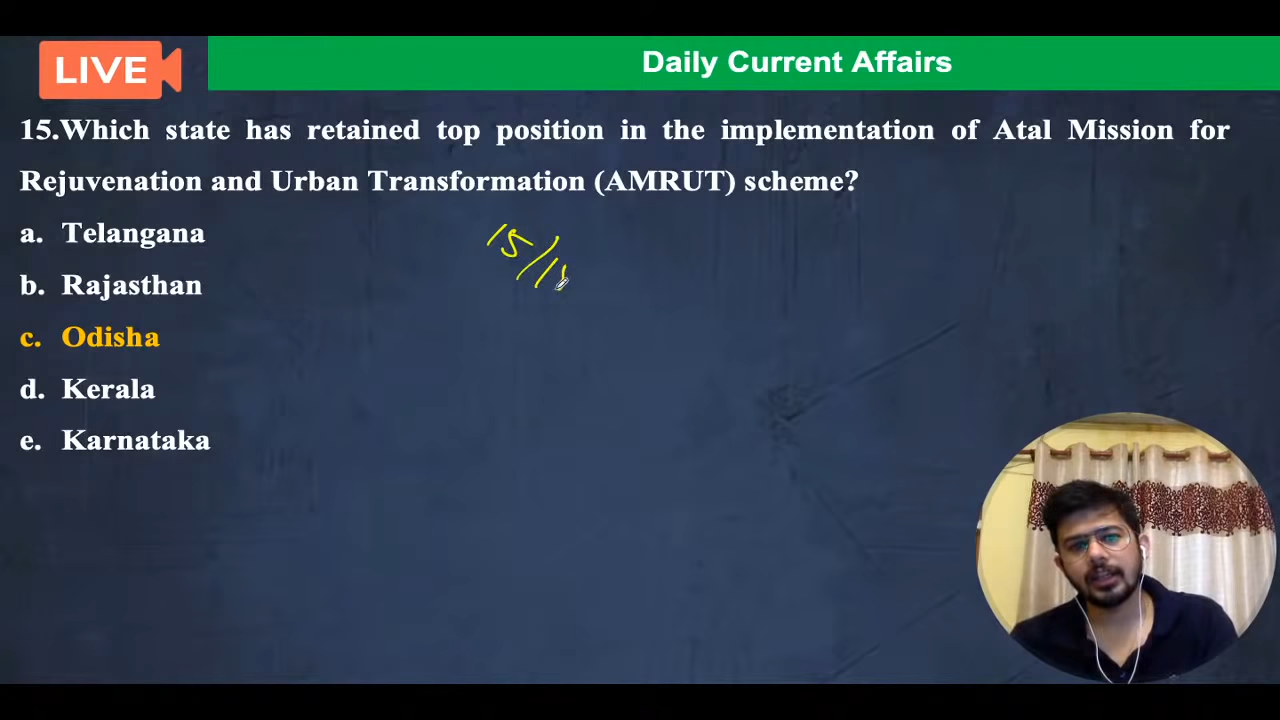 LIVE
Daily Current Affairs
15.Which state has retained top position in the implementation of Atal Mission for
Rejuvenation and Urban Transformation (AMRUT) scheme?
a. Telangana
b. Rajasthan
c. Odisha
d. Kerala
e. Karnataka